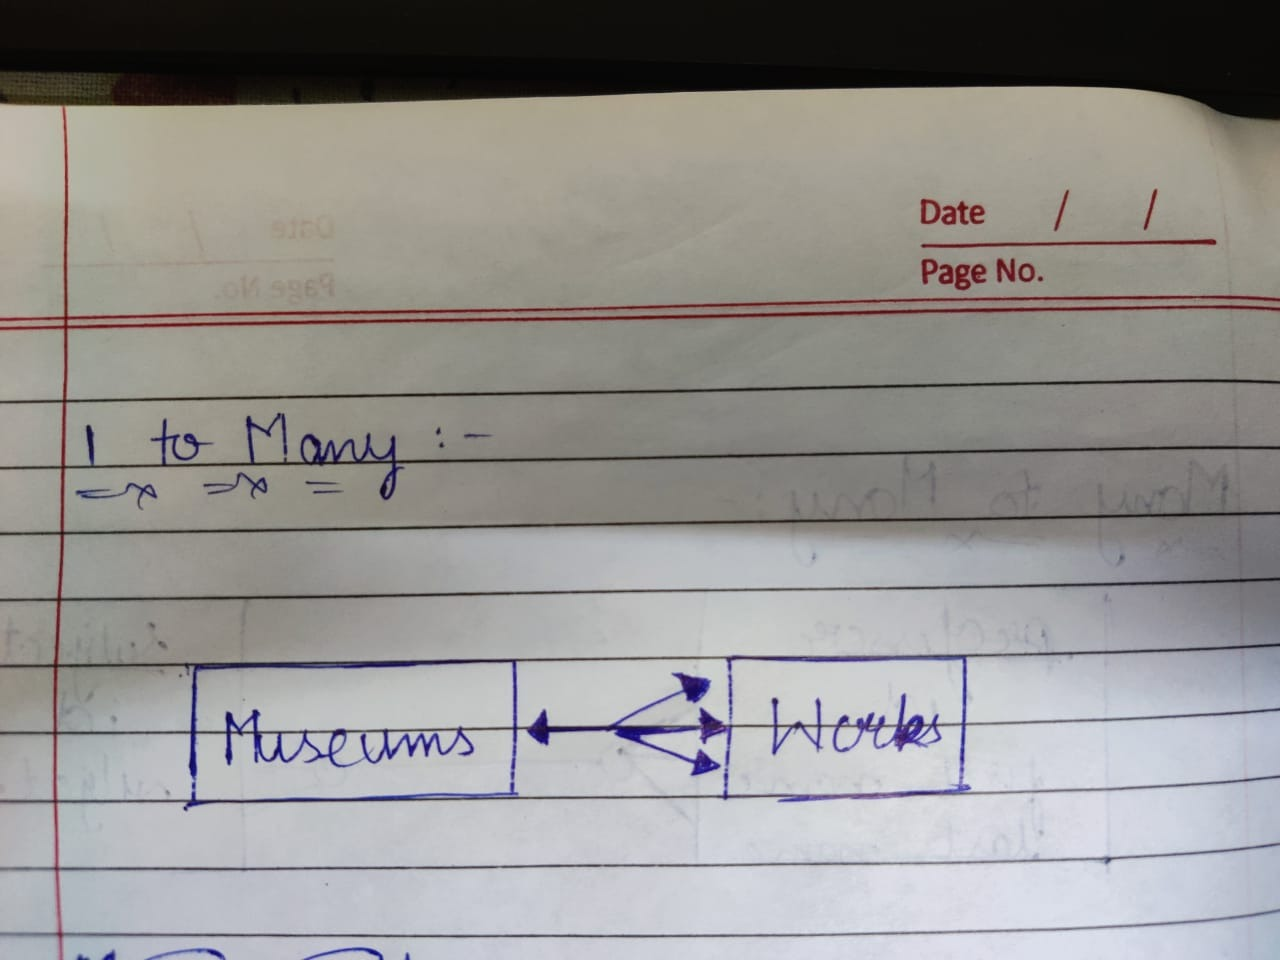 Date / /
Page No.
1 to Many :-
Museums
Works